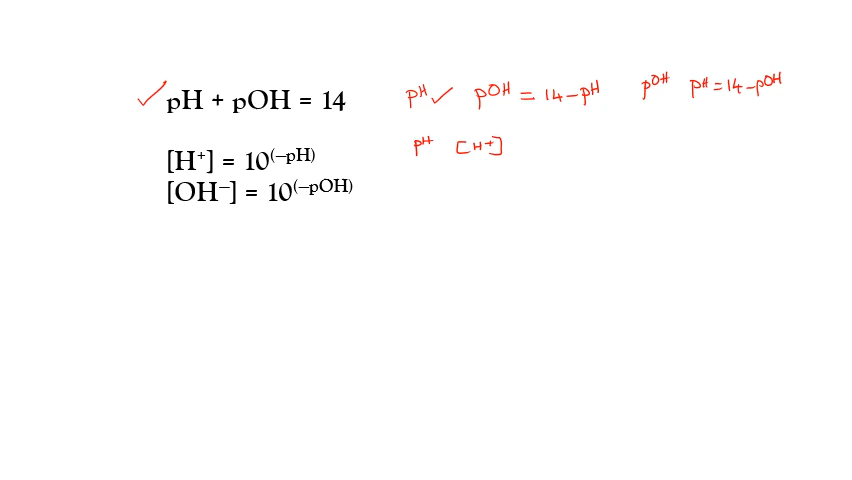 ✓ pH + pOH = 14 pH ✓ pOH = 14-pH pOH pH = 14-pOH
[H⁺] = 10⁽⁻ᵖᴴ⁾ pH [H⁺]
[OH⁻] = 10⁽⁻ᵖᴼᴴ⁾